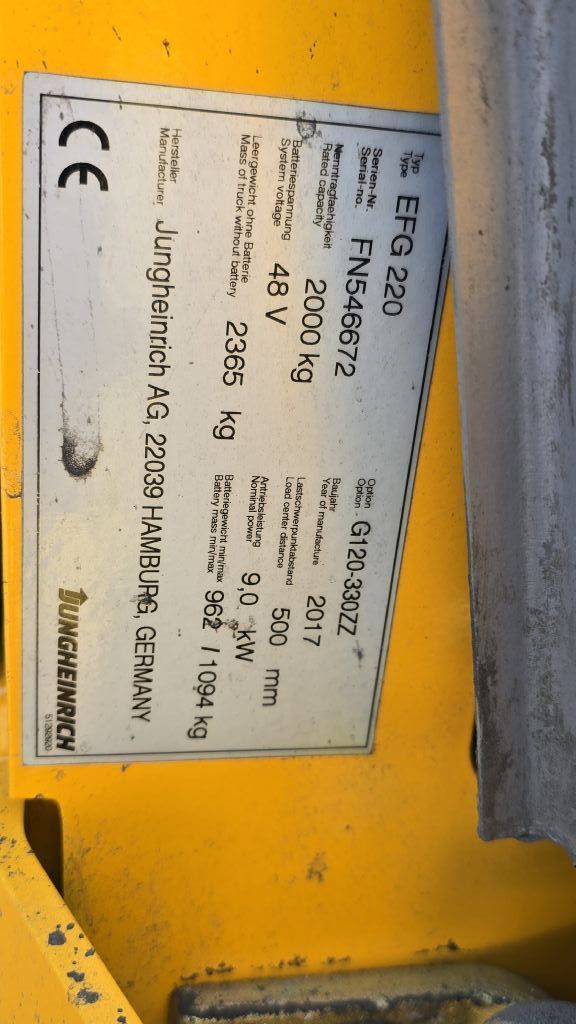 Typ EFG 220 Option G120-330ZZ
Type Option
Serien-Nr. FN546672 Baujahr 2017
Serial-no. Year of manufacture
Nenntragfaehigkeit 2000 kg Lastschwerpunktabstand 500 mm
Rated capacity Load center distance
Batteriespannung 48 V Antriebsleistung 9,0 kW
System voltage Nominal power
Leergewicht ohne Batterie 2365 kg Batteriegewicht min/max 962 / 1094 kg
Mass of truck without battery Battery mass min/max
Hersteller Jungheinrich AG, 22039 HAMBURG, GERMANY
Manufacturer
CE JUNGHEINRICH